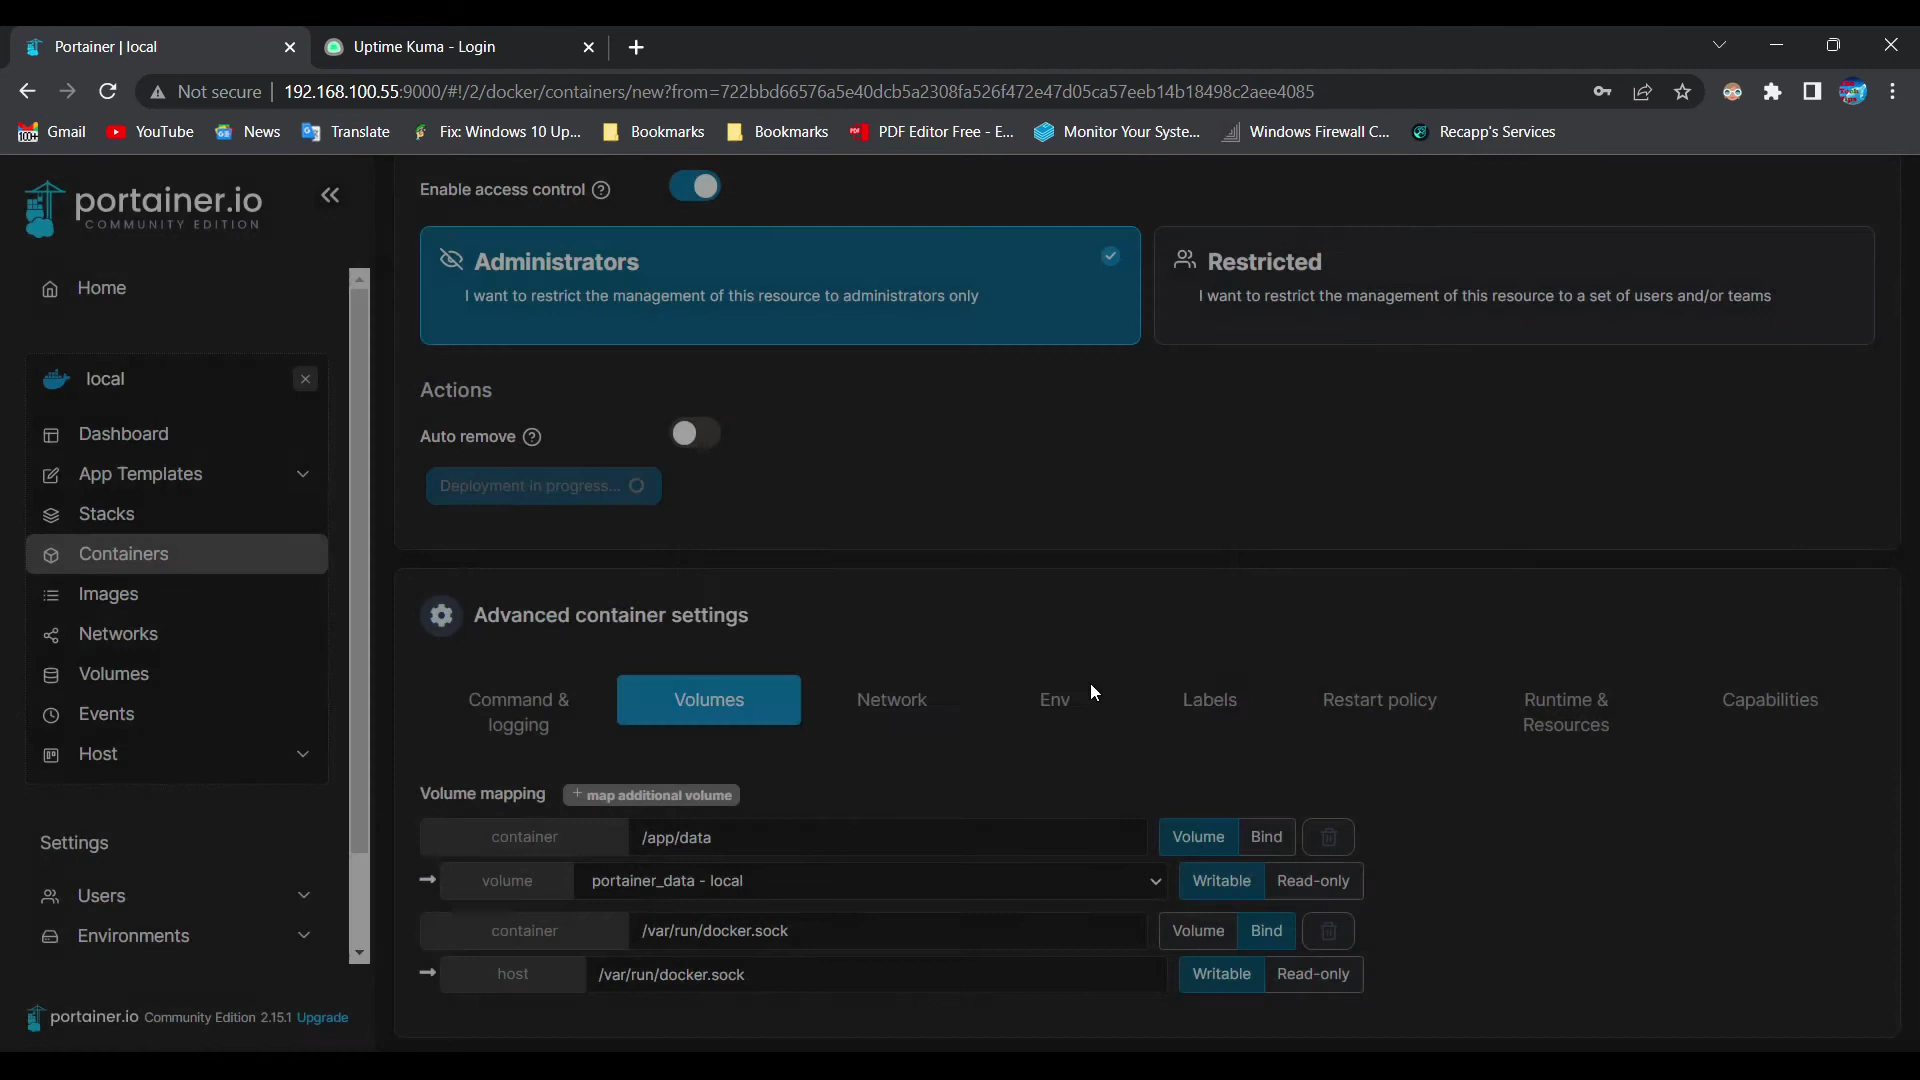 Portainer | local
Uptime Kuma - Login
Not secure
192.168.100.55:9000/#!/2/docker/containers/new?from=722bbd66576a5e40dcb5a2308fa526f472e47d05ca57eeb14b18498c2aee4085
Gmail
YouTube
News
Translate
Fix: Windows 10 Up...
Bookmarks
Bookmarks
PDF Editor Free - E...
Monitor Your Syste...
Windows Firewall C...
Recapp's Services
portainer.io
COMMUNITY EDITION
Home
local
Dashboard
App Templates
Stacks
Containers
Images
Networks
Volumes
Events
Host
Settings
Users
Environments
portainer.io Community Edition 2.15.1 Upgrade
Enable access control
Administrators
I want to restrict the management of this resource to administrators only
Restricted
I want to restrict the management of this resource to a set of users and/or teams
Actions
Auto remove
Deployment in progress...
Advanced container settings
Command &
logging
Volumes
Network
Env
Labels
Restart policy
Runtime &
Resources
Capabilities
Volume mapping
+ map additional volume
container /app/data Volume Bind
volume portainer_data - local Writable Read-only
container /var/run/docker.sock Volume Bind
host /var/run/docker.sock Writable Read-only